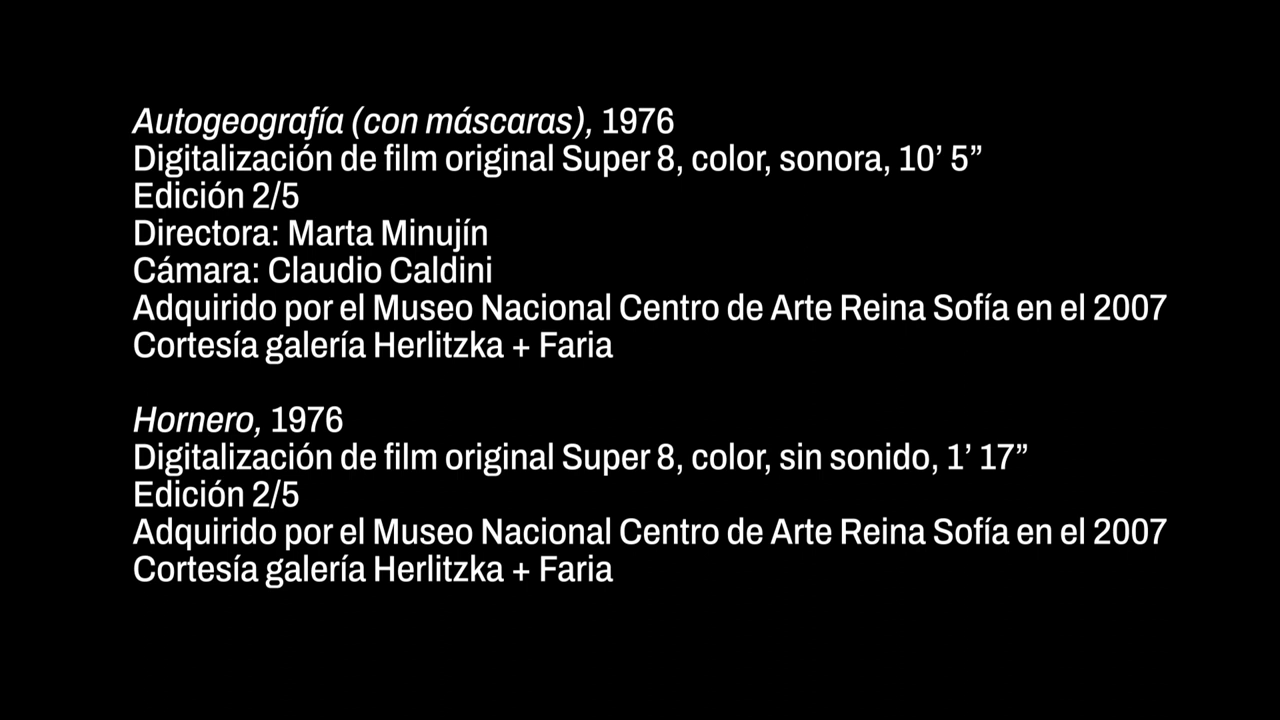 Autogeografía (con máscaras), 1976
Digitalización de film original Super 8, color, sonora, 10’ 5”
Edición 2/5
Directora: Marta Minujín
Cámara: Claudio Caldini
Adquirido por el Museo Nacional Centro de Arte Reina Sofía en el 2007
Cortesía galería Herlitzka + Faria
Hornero, 1976
Digitalización de film original Super 8, color, sin sonido, 1’ 17”
Edición 2/5
Adquirido por el Museo Nacional Centro de Arte Reina Sofía en el 2007
Cortesía galería Herlitzka + Faria